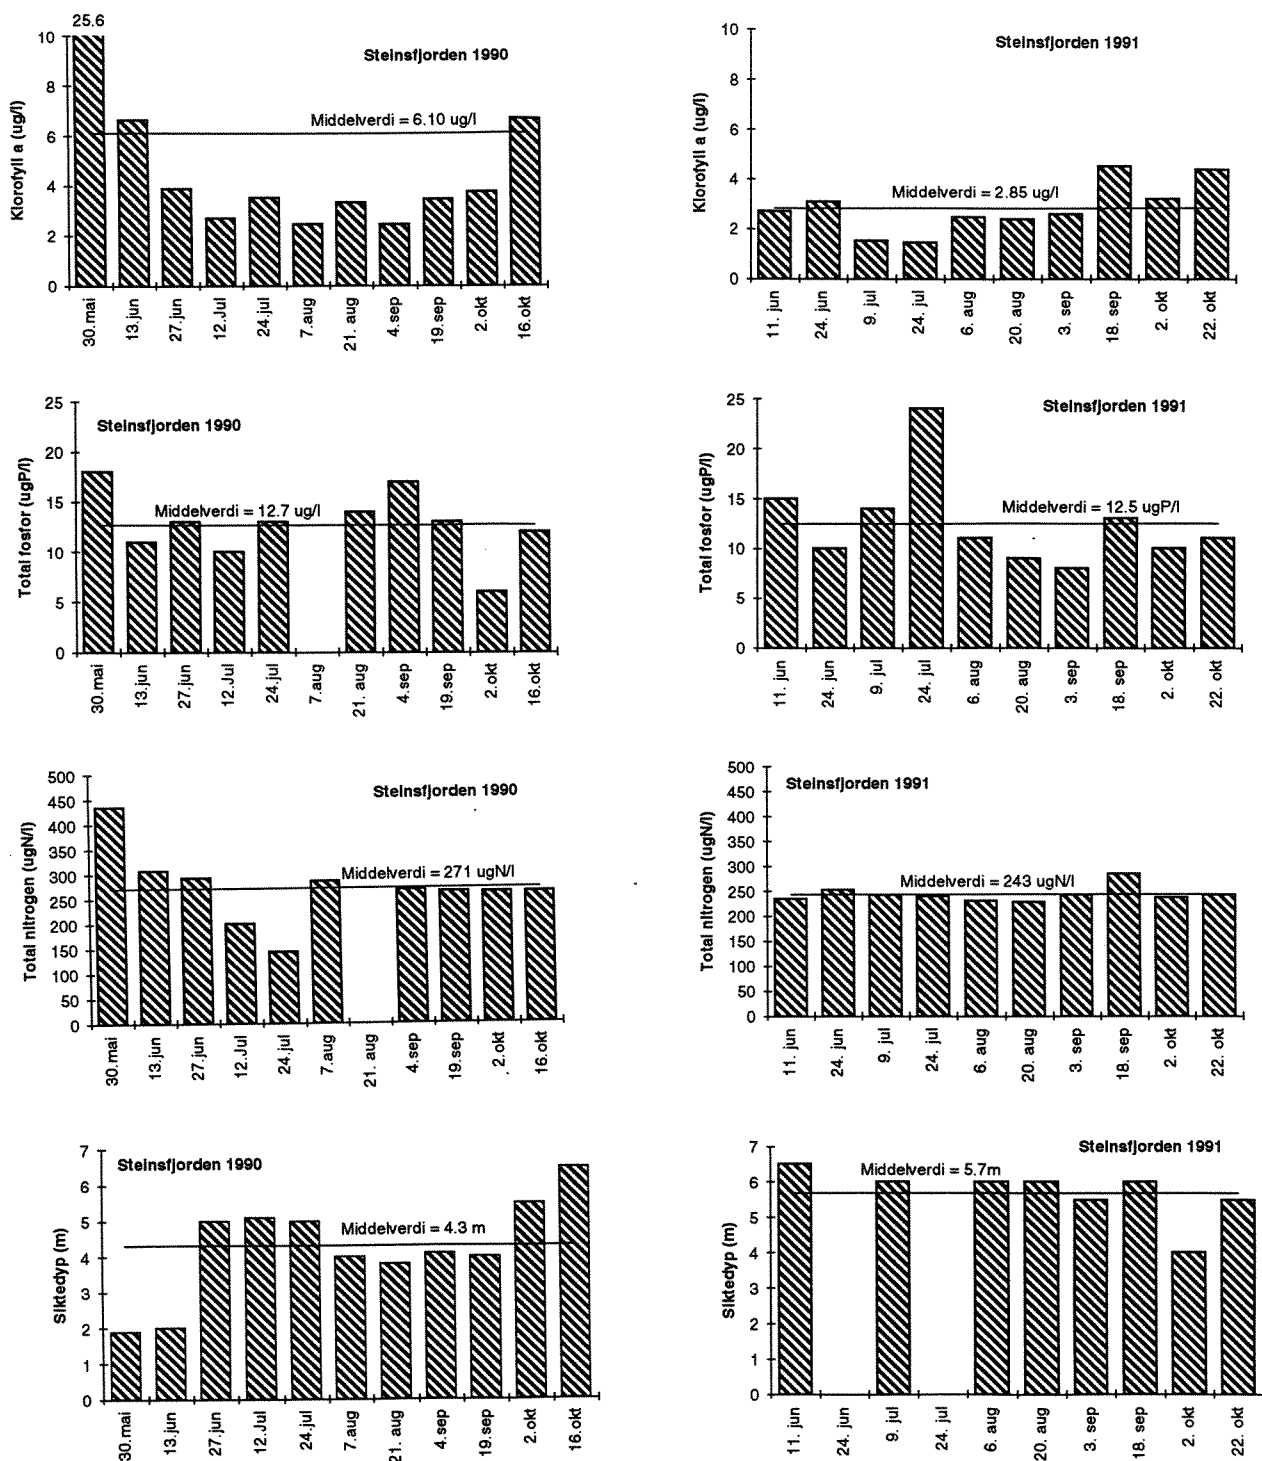 25.6
Steinsfjorden 1990
Klorofyll a (ug/l)
10
8
6
4
2
0
Middelverdi = 6.10 ug/l
30.mai 13.jun 27.jun 12.Jul 24.jul 7.aug 21. aug 4.sep 19.sep 2.okt 16.okt
Steinsfjorden 1991
Klorofyll a (ug/l)
10
8
6
4
2
0
Middelverdi = 2.85 ug/l
11. jun 24. jun 9. jul 24. jul 6. aug 20. aug 3. sep 18. sep 2. okt 22. okt
Steinsfjorden 1990
Total fosfor (ugP/l)
25
20
15
10
5
0
Middelverdi = 12.7 ug/l
30.mai 13.jun 27.jun 12.Jul 24.jul 7.aug 21. aug 4.sep 19.sep 2.okt 16.okt
Steinsfjorden 1991
Total fosfor (ugP/l)
25
20
15
10
5
0
Middelverdi = 12.5 ugP/l
11. jun 24. jun 9. jul 24. jul 6. aug 20. aug 3. sep 18. sep 2. okt 22. okt
Steinsfjorden 1990
Total nitrogen (ugN/l)
500
450
400
350
300
250
200
150
100
50
0
Middelverdi = 271 ugN/l
30.mai 13.jun 27.jun 12.Jul 24.jul 7.aug 21. aug 4.sep 19.sep 2.okt 16.okt
Steinsfjorden 1991
Total nitrogen (ugN/l)
500
450
400
350
300
250
200
150
100
50
0
Middelverdi = 243 ugN/l
11. jun 24. jun 9. jul 24. jul 6. aug 20. aug 3. sep 18. sep 2. okt 22. okt
Steinsfjorden 1990
Siktedyp (m)
7
6
5
4
3
2
1
0
Middelverdi = 4.3 m
30.mai 13.jun 27.jun 12.Jul 24.jul 7.aug 21. aug 4.sep 19.sep 2.okt 16.okt
Steinsfjorden 1991
Siktedyp (m)
7
6
5
4
3
2
1
0
Middelverdi = 5.7m
11. jun 24. jun 9. jul 24. jul 6. aug 20. aug 3. sep 18. sep 2. okt 22. okt